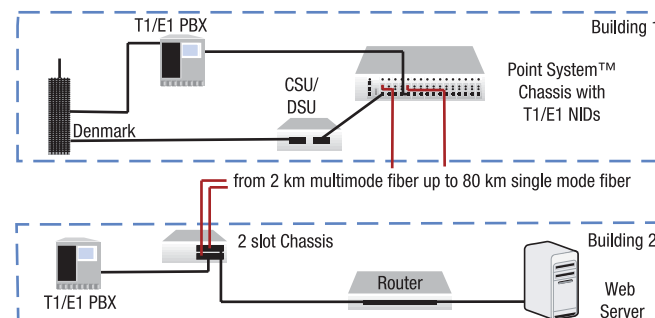 T1/E1 PBX
Building 1
CSU/
DSU
Point System™
Chassis with
T1/E1 NIDs
Denmark
from 2 km multimode fiber up to 80 km single mode fiber
2 slot Chassis
Building 2
T1/E1 PBX
Router
Web
Server